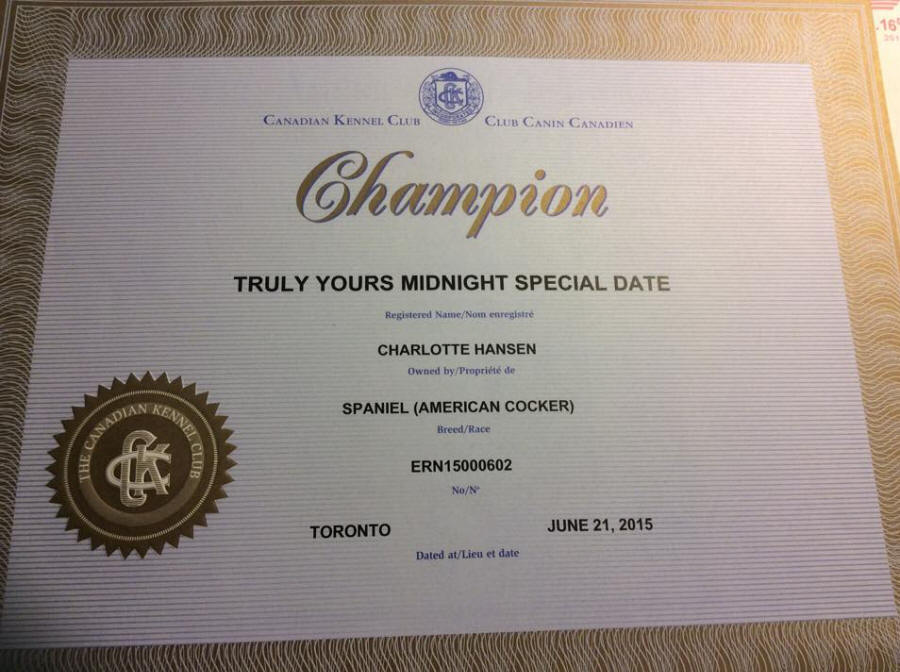 CANADIAN KENNEL CLUB CLUB CANIN CANADIEN
Champion
TRULY YOURS MIDNIGHT SPECIAL DATE
Registered Name/Nom enregistré
CHARLOTTE HANSEN
Owned by/Propriété de
SPANIEL (AMERICAN COCKER)
Breed/Race
ERN15000602
No/Nº
TORONTO JUNE 21, 2015
Dated at/Lieu et date
THE CANADIAN KENNEL CLUB
CKC